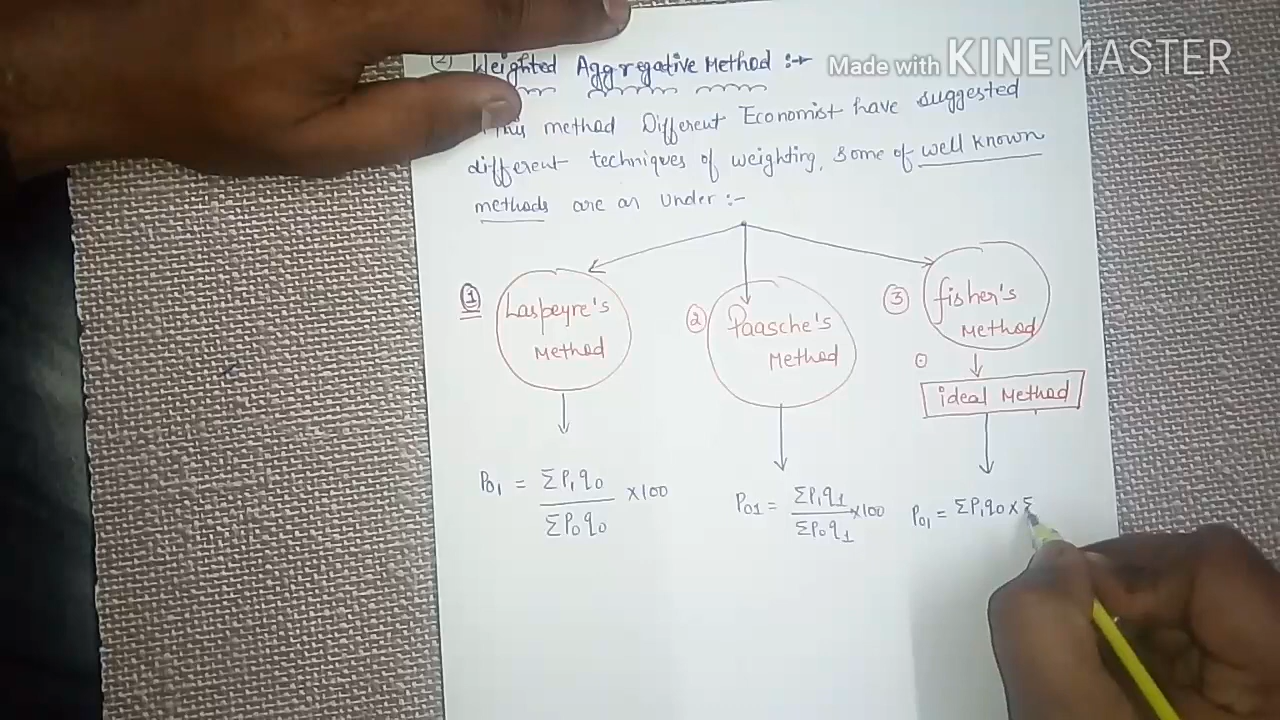 Made with KINEMASTER
(2) Weighted Aggregative Method :-
This method Different Economist have suggested
different techniques of weighting, some of well known
methods are as under :-
① Laspeyre's Method
② Paasche's Method
③ fisher's Method
ideal Method
P01 = ΣP1q0 / ΣP0q0 ×100
P01 = ΣP1q1 / ΣP0q1 ×100
P01 = ΣP1q0 × Σ